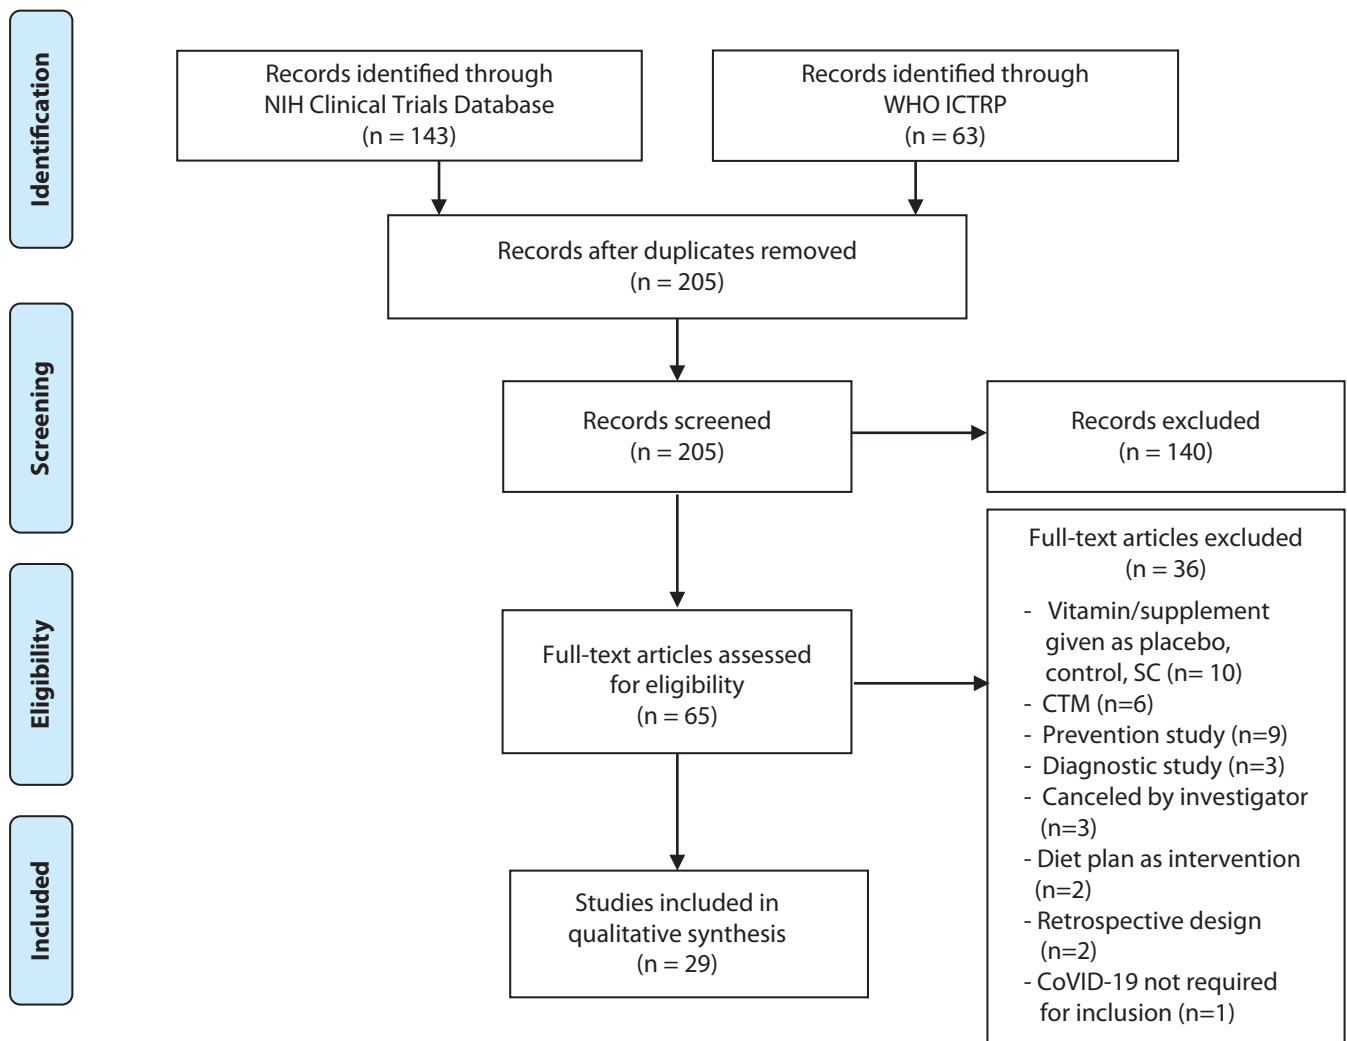 Identification
Records identified through
NIH Clinical Trials Database
(n = 143)
Records identified through
WHO ICTRP
(n = 63)
Records after duplicates removed
(n = 205)
Screening
Records screened
(n = 205)
Records excluded
(n = 140)
Eligibility
Full-text articles assessed
for eligibility
(n = 65)
Full-text articles excluded
(n = 36)
- Vitamin/supplement
given as placebo,
control, SC (n= 10)
- CTM (n=6)
- Prevention study (n=9)
- Diagnostic study (n=3)
- Canceled by investigator
(n=3)
- Diet plan as intervention
(n=2)
- Retrospective design
(n=2)
- CoVID-19 not required
for inclusion (n=1)
Included
Studies included in
qualitative synthesis
(n = 29)